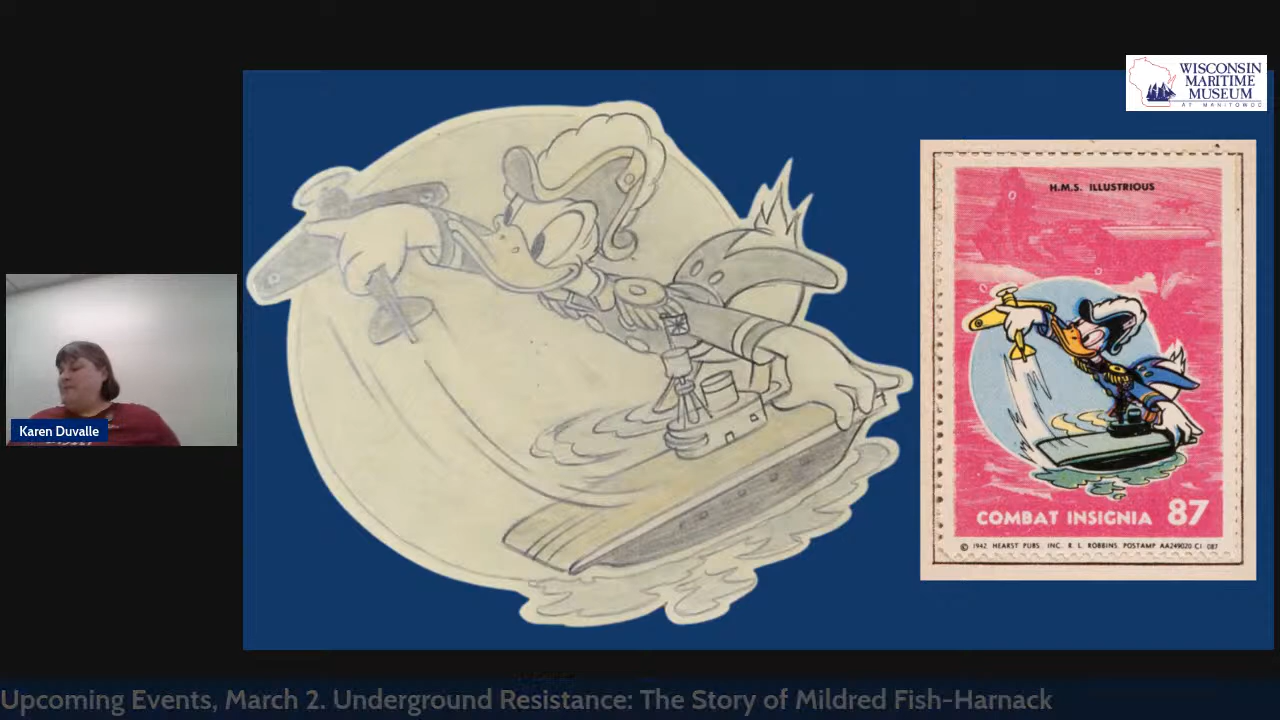 WISCONSIN
MARITIME
MUSEUM
AT MANITOWOC
H.M.S. ILLUSTRIOUS
COMBAT INSIGNIA 87
© 1942 HEARST PUBS. INC. R. L. ROBBINS POSTAMP AA249020 CI 087
Karen Duvalle
Upcoming Events, March 2. Underground Resistance: The Story of Mildred Fish-Harnack